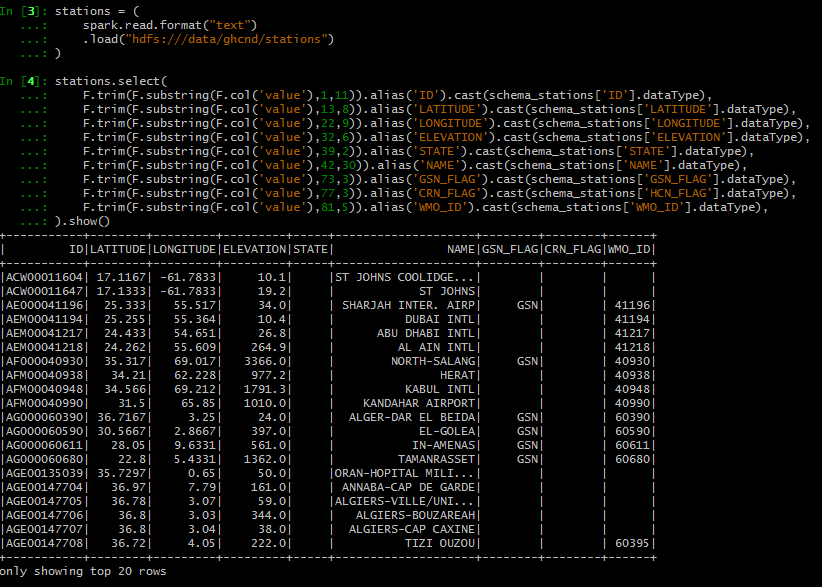 In [3]: stations = (
   ...:     spark.read.format("text")
   ...:     .load("hdfs:///data/ghcnd/stations")
   ...: )

In [4]: stations.select(
   ...:     F.trim(F.substring(F.col('value'),1,11)).alias('ID').cast(schema_stations['ID'].dataType),
   ...:     F.trim(F.substring(F.col('value'),13,8)).alias('LATITUDE').cast(schema_stations['LATITUDE'].dataType),
   ...:     F.trim(F.substring(F.col('value'),22,9)).alias('LONGITUDE').cast(schema_stations['LONGITUDE'].dataType),
   ...:     F.trim(F.substring(F.col('value'),32,6)).alias('ELEVATION').cast(schema_stations['ELEVATION'].dataType),
   ...:     F.trim(F.substring(F.col('value'),39,2)).alias('STATE').cast(schema_stations['STATE'].dataType),
   ...:     F.trim(F.substring(F.col('value'),42,30)).alias('NAME').cast(schema_stations['NAME'].dataType),
   ...:     F.trim(F.substring(F.col('value'),73,3)).alias('GSN_FLAG').cast(schema_stations['GSN_FLAG'].dataType),
   ...:     F.trim(F.substring(F.col('value'),77,3)).alias('CRN_FLAG').cast(schema_stations['HCN_FLAG'].dataType),
   ...:     F.trim(F.substring(F.col('value'),81,5)).alias('WMO_ID').cast(schema_stations['WMO_ID'].dataType),
   ...: ).show()
+-----------+--------+---------+---------+-----+--------------------+--------+--------+------+
|         ID|LATITUDE|LONGITUDE|ELEVATION|STATE|                NAME|GSN_FLAG|CRN_FLAG|WMO_ID|
+-----------+--------+---------+---------+-----+--------------------+--------+--------+------+
|ACW00011604| 17.1167| -61.7833|     10.1|     |ST JOHNS COOLIDGE...|        |        |      |
|ACW00011647| 17.1333| -61.7833|     19.2|     |            ST JOHNS|        |        |      |
|AE000041196|  25.333|   55.517|     34.0|     | SHARJAH INTER. AIRP|     GSN|        | 41196|
|AEM00041194|  25.255|   55.364|     10.4|     |          DUBAI INTL|        |        | 41194|
|AEM00041217|  24.433|   54.651|     26.8|     |      ABU DHABI INTL|        |        | 41217|
|AEM00041218|  24.262|   55.609|    264.9|     |         AL AIN INTL|        |        | 41218|
|AF000040930|  35.317|   69.017|   3366.0|     |        NORTH-SALANG|     GSN|        | 40930|
|AFM00040938|   34.21|   62.228|    977.2|     |               HERAT|        |        | 40938|
|AFM00040948|  34.566|   69.212|   1791.3|     |          KABUL INTL|        |        | 40948|
|AFM00040990|    31.5|    65.85|   1010.0|     |    KANDAHAR AIRPORT|        |        | 40990|
|AG000060390| 36.7167|     3.25|     24.0|     |  ALGER-DAR EL BEIDA|     GSN|        | 60390|
|AG000060590| 30.5667|   2.8667|    397.0|     |            EL-GOLEA|     GSN|        | 60590|
|AG000060611|   28.05|   9.6331|    561.0|     |           IN-AMENAS|     GSN|        | 60611|
|AG000060680|    22.8|   5.4331|   1362.0|     |         TAMANRASSET|     GSN|        | 60680|
|AGE00135039| 35.7297|     0.65|     50.0|     |ORAN-HOPITAL MILI...|        |        |      |
|AGE00147704|   36.97|     7.79|    161.0|     | ANNABA-CAP DE GARDE|        |        |      |
|AGE00147705|   36.78|     3.07|     59.0|     |ALGIERS-VILLE/UNI...|        |        |      |
|AGE00147706|    36.8|     3.03|    344.0|     |   ALGIERS-BOUZAREAH|        |        |      |
|AGE00147707|    36.8|     3.04|     38.0|     |  ALGIERS-CAP CAXINE|        |        |      |
|AGE00147708|   36.72|     4.05|    222.0|     |          TIZI OUZOU|        |        | 60395|
+-----------+--------+---------+---------+-----+--------------------+--------+--------+------+
only showing top 20 rows